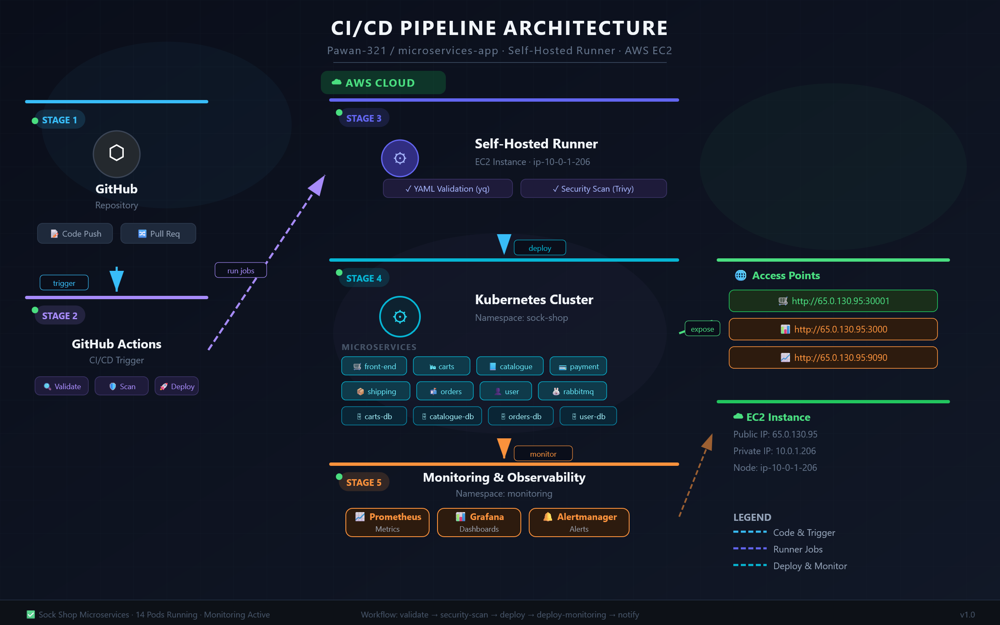 CI/CD PIPELINE ARCHITECTURE
Pawan-321 / microservices-app · Self-Hosted Runner · AWS EC2
AWS CLOUD
STAGE 1
GitHub
Repository
Code Push
Pull Req
trigger
STAGE 2
GitHub Actions
CI/CD Trigger
Validate
Scan
Deploy
run jobs
STAGE 3
Self-Hosted Runner
EC2 Instance · ip-10-0-1-206
✓ YAML Validation (yq)
✓ Security Scan (Trivy)
deploy
STAGE 4
Kubernetes Cluster
Namespace: sock-shop
MICROSERVICES
front-end
carts
catalogue
payment
shipping
orders
user
rabbitmq
carts-db
catalogue-db
orders-db
user-db
monitor
STAGE 5
Monitoring & Observability
Namespace: monitoring
Prometheus
Metrics
Grafana
Dashboards
Alertmanager
Alerts
expose
Access Points
http://65.0.130.95:30001
http://65.0.130.95:3000
http://65.0.130.95:9090
EC2 Instance
Public IP: 65.0.130.95
Private IP: 10.0.1.206
Node: ip-10-0-1-206
LEGEND
Code & Trigger
Runner Jobs
Deploy & Monitor
Sock Shop Microservices · 14 Pods Running · Monitoring Active
Workflow: validate → security-scan → deploy → deploy-monitoring → notify
v1.0